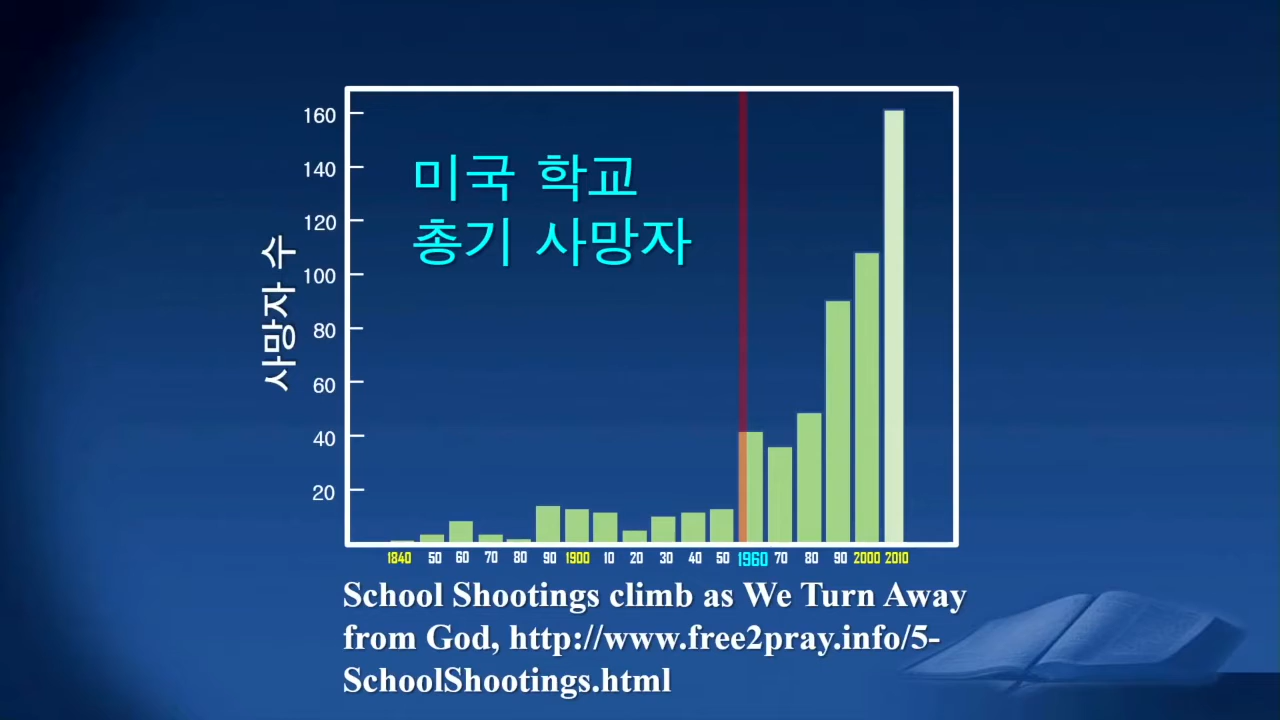 미국 학교
총기 사망자
사망자 수
160
140
120
100
80
60
40
20
1840 50 60 70 80 90 1900 10 20 30 40 50 1960 70 80 90 2000 2010
School Shootings climb as We Turn Away
from God, http://www.free2pray.info/5-
SchoolShootings.html